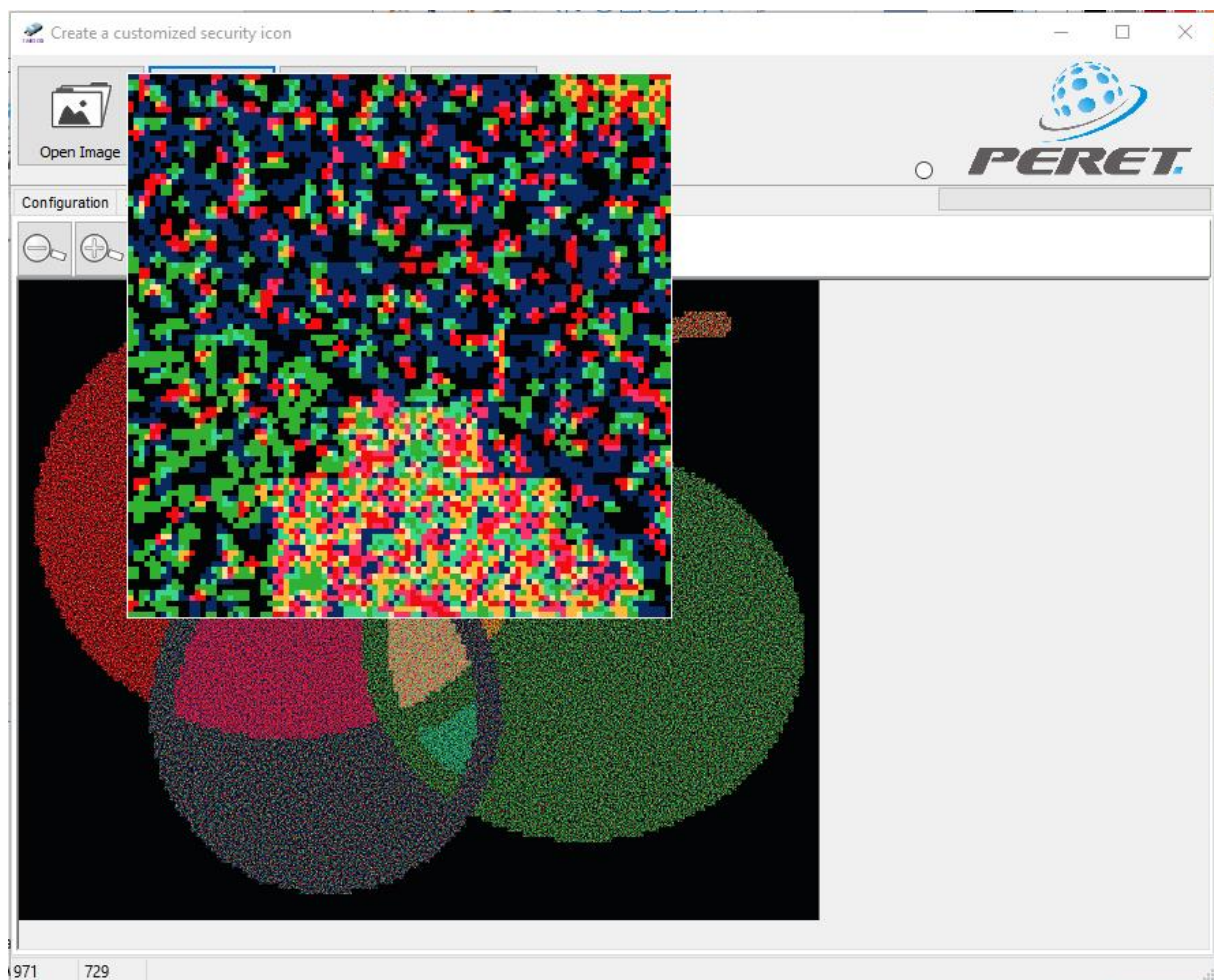 Create a customized security icon
Open Image
PERET.
Configuration
971 729